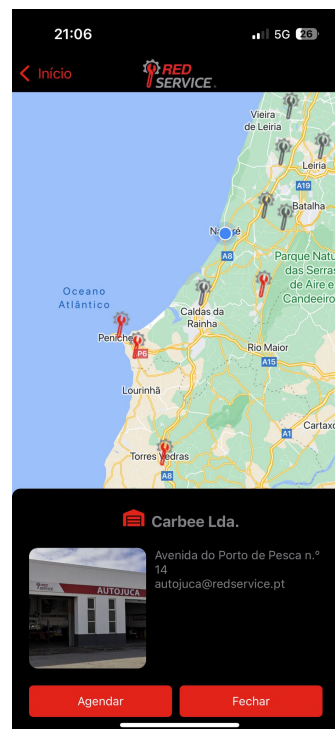 21:06
5G 26
Início
RED
SERVICE
Vieira
de Leiria
Leiria
A19
Batalha
A8
Parque Natu
das Serras
de Aire e
Candeeiro
Oceano
Atlântico
Caldas da
Rainha
Peniche
P6
Rio Maior
A15
Lourinhã
Cartaxo
A1
Torres Vedras
A8
Carbee Lda.
Avenida do Porto de Pesca n.º
14
autojuca@redservice.pt
AUTOJUCA
Agendar
Fechar